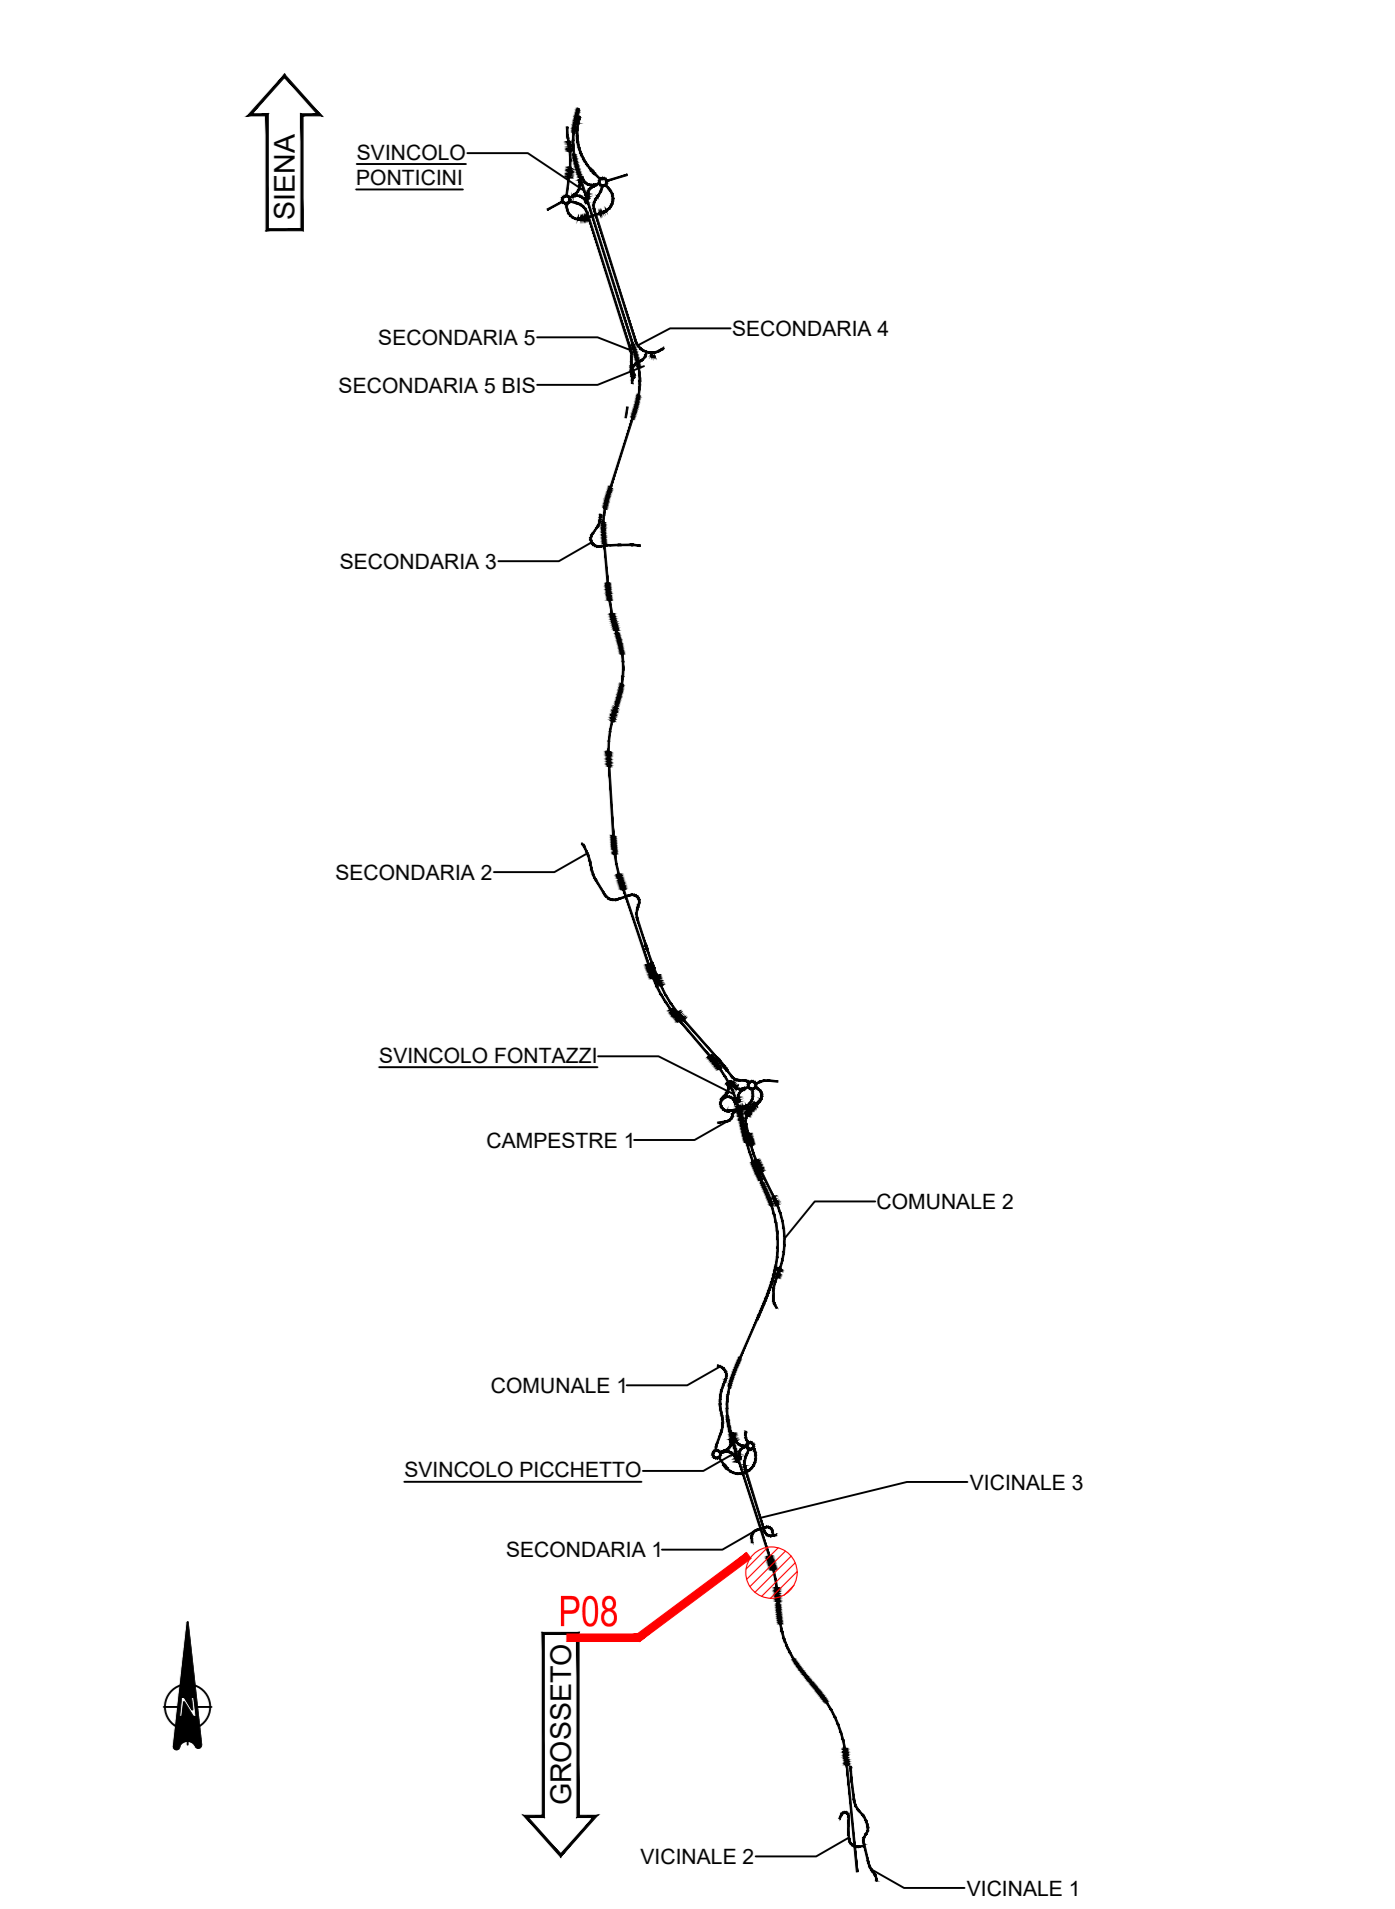 SIENA
SVINCOLO
PONTICINI
SECONDARIA 4
SECONDARIA 5
SECONDARIA 5 BIS
SECONDARIA 3
SECONDARIA 2
SVINCOLO FONTAZZI
CAMPESTRE 1
COMUNALE 2
COMUNALE 1
SVINCOLO PICCHETTO
VICINALE 3
SECONDARIA 1
P08
GROSSETO
N
VICINALE 2
VICINALE 1